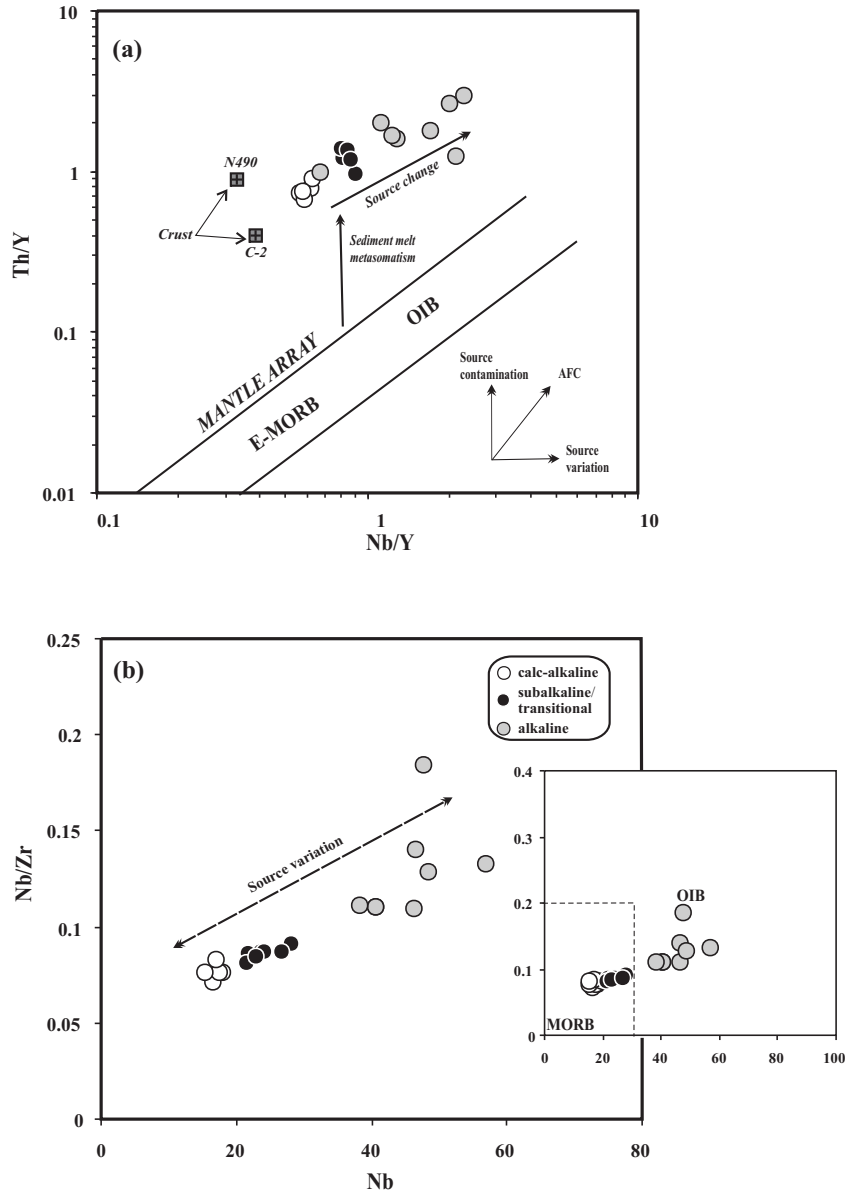 10
(a)
N490
1
Source change
Th/Y
Crust
C-2
Sediment melt
metasomatism
OIB
0.1
MANTLE ARRAY
Source
contamination
AFC
E-MORB
Source
variation
0.01
0.1
1
10
Nb/Y
0.25
(b)
calc-alkaline
subalkaline/
transitional
alkaline
0.2
0.4
Source variation
0.15
0.3
Nb/Zr
OIB
0.2
0.1
0.1
0.05
MORB
0
0
20
40
60
80
100
0
0
20
40
60
80
Nb